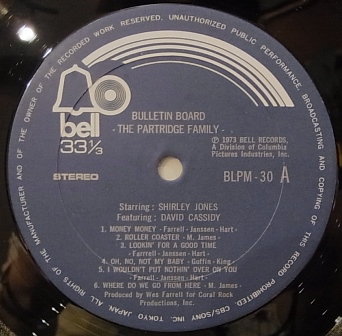 ALL RIGHTS OF THE MANUFACTURER AND OF THE OWNER OF THE RECORDED WORK RESERVED. UNAUTHORIZED PUBLIC PERFORMANCE, BROADCASTING AND COPYING OF THIS RECORD PROHIBITED. CBS/SONY INC. TOKYO JAPAN.
bell
33 1/3
STEREO
BULLETIN BOARD
-THE PARTRIDGE FAMILY-
Ⓟ 1973 BELL RECORDS,
A Division of Columbia
Pictures Industries, Inc.
BLPM-30 A
Starring: SHIRLEY JONES
Featuring: DAVID CASSIDY
1. MONEY MONEY -Farrell-Janssen-Hart-
2. ROLLER COASTER -M. James-
3. LOOKIN' FOR A GOOD TIME
-Farrell-Janssen-Hart-
4. OH, NO, NOT MY BABY -Goffin-King-
5. I WOULDN'T PUT NOTHIN' OVER ON YOU
-Farrell-Janssen-Hart-
6. WHERE DO WE GO FROM HERE -M. James-
Produced by Wes Farrell for Coral Rock
Productions, Inc.